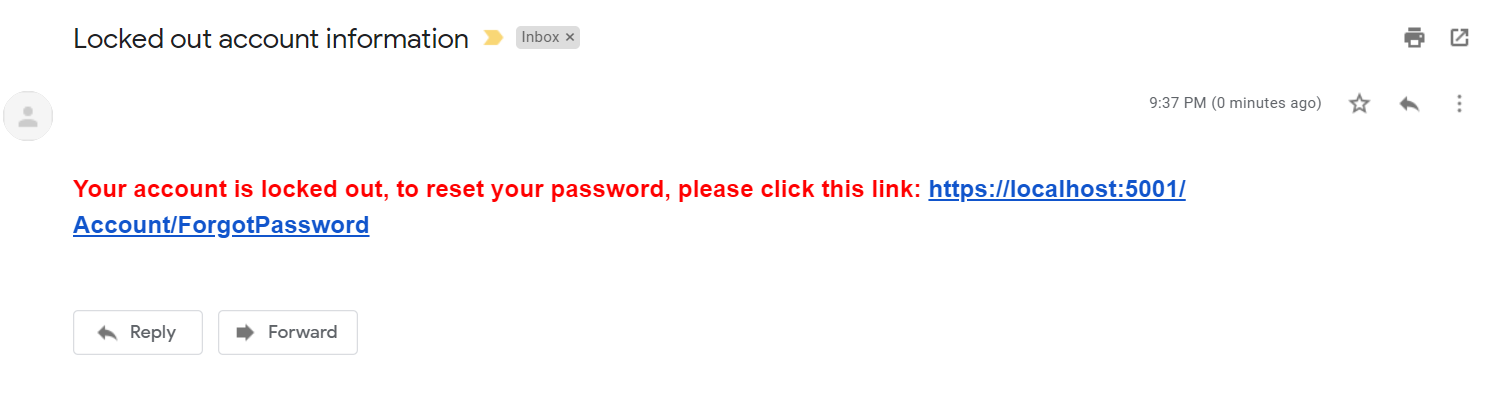 Locked out account information
Inbox ×
9:37 PM (0 minutes ago)
Your account is locked out, to reset your password, please click this link: https://localhost:5001/
Account/ForgotPassword
Reply
Forward